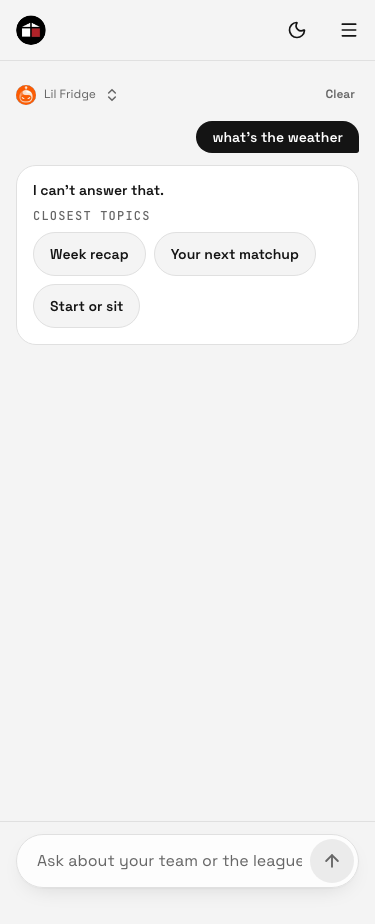 Lil Fridge
Clear
what's the weather
I can't answer that.
CLOSEST TOPICS
Week recap
Your next matchup
Start or sit
Ask about your team or the league